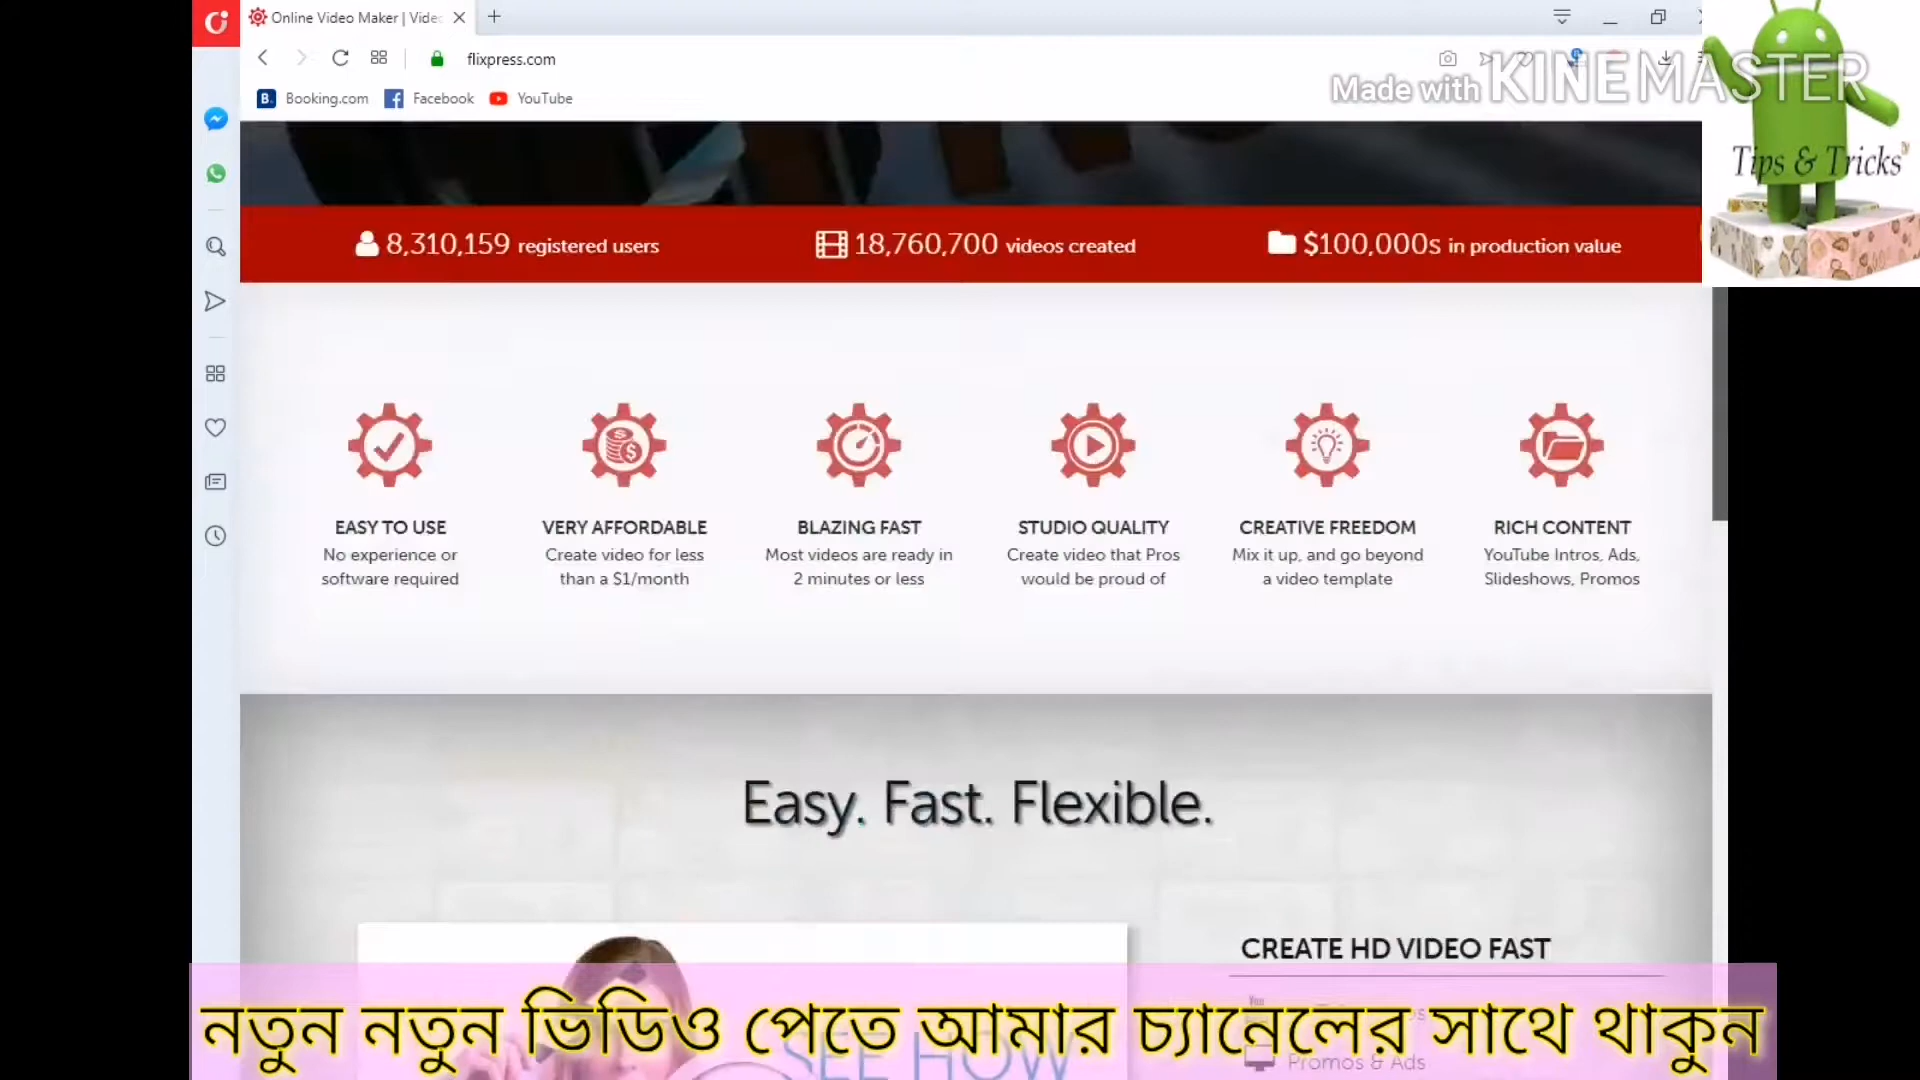 Online Video Maker | Vide
flixpress.com
Made with KINEMASTER
Booking.com Facebook YouTube
Tips & Tricks
8,310,159 registered users
18,760,700 videos created
$100,000s in production value
EASY TO USE
No experience or
software required
VERY AFFORDABLE
Create video for less
than a $1/month
BLAZING FAST
Most videos are ready in
2 minutes or less
STUDIO QUALITY
Create video that Pros
would be proud of
CREATIVE FREEDOM
Mix it up, and go beyond
a video template
RICH CONTENT
YouTube Intros, Ads,
Slideshows, Promos
Easy. Fast. Flexible.
CREATE HD VIDEO FAST
নতুন নতুন ভিডিও পেতে আমার চ্যানেলের সাথে থাকুন
SEE HOW
Promos & Ads